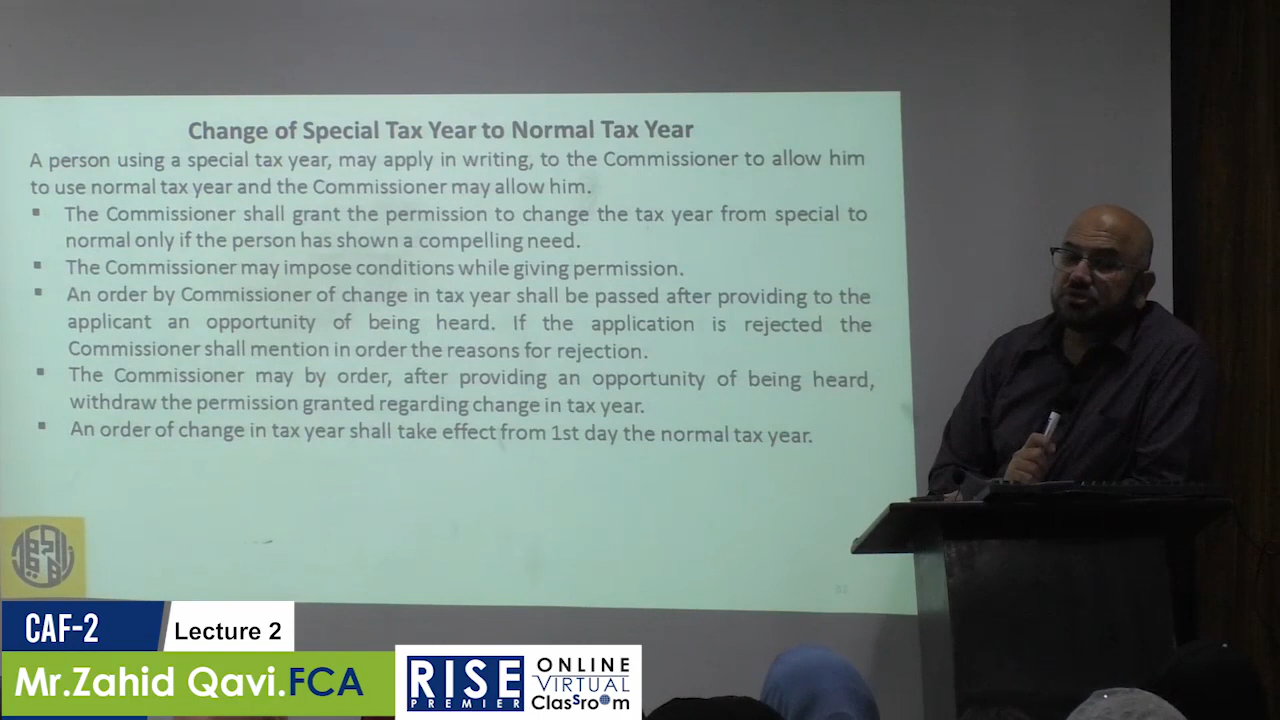 Change of Special Tax Year to Normal Tax Year
A person using a special tax year, may apply in writing, to the Commissioner to allow him
to use normal tax year and the Commissioner may allow him.
▪ The Commissioner shall grant the permission to change the tax year from special to
normal only if the person has shown a compelling need.
▪ The Commissioner may impose conditions while giving permission.
▪ An order by Commissioner of change in tax year shall be passed after providing to the
applicant an opportunity of being heard. If the application is rejected the
Commissioner shall mention in order the reasons for rejection.
▪ The Commissioner may by order, after providing an opportunity of being heard,
withdraw the permission granted regarding change in tax year.
▪ An order of change in tax year shall take effect from 1st day the normal tax year.
CAF-2
Lecture 2
Mr.Zahid Qavi.FCA
RISE
PREMIER
ONLINE
VIRTUAL
Classroom